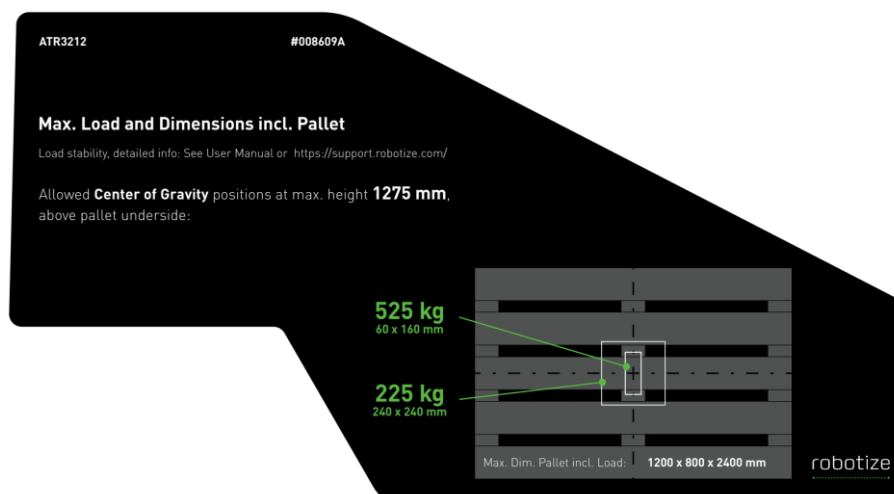 ATR3212 #008609A
Max. Load and Dimensions incl. Pallet
Load stability, detailed info: See User Manual or https://support.robotize.com/
Allowed Center of Gravity positions at max. height 1275 mm,
above pallet underside:
525 kg
60 x 160 mm
225 kg
240 x 240 mm
Max. Dim. Pallet incl. Load: 1200 x 800 x 2400 mm
robotize